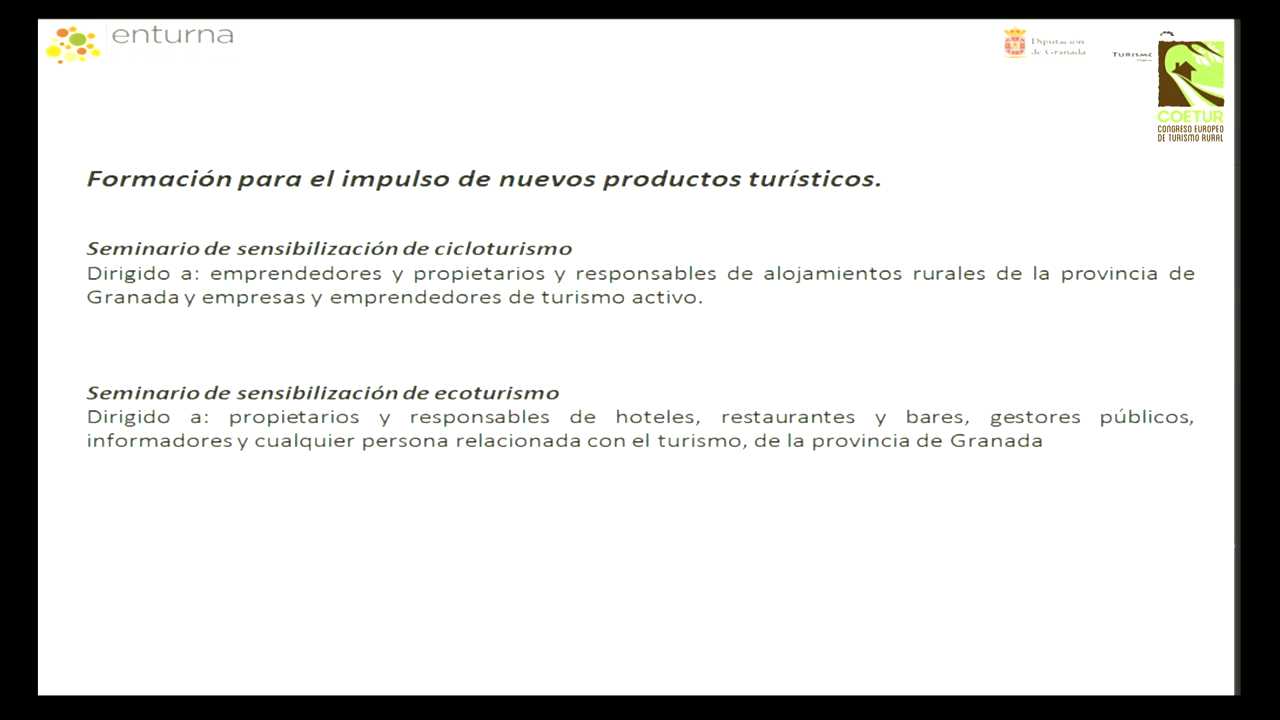 enturna
Diputación
de Granada
TURISMO
COETUR
CONGRESO EUROPEO
DE TURISMO RURAL
Formación para el impulso de nuevos productos turísticos.
Seminario de sensibilización de cicloturismo
Dirigido a: emprendedores y propietarios y responsables de alojamientos rurales de la provincia de
Granada y empresas y emprendedores de turismo activo.
Seminario de sensibilización de ecoturismo
Dirigido a: propietarios y responsables de hoteles, restaurantes y bares, gestores públicos,
informadores y cualquier persona relacionada con el turismo, de la provincia de Granada